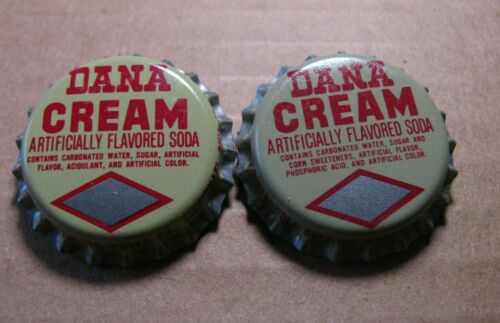 DANA
CREAM
ARTIFICIALLY FLAVORED SODA
CONTAINS CARBONATED WATER, SUGAR, ARTIFICIAL
FLAVOR, ACIDULANT, AND ARTIFICIAL COLOR.
DANA
CREAM
ARTIFICIALLY FLAVORED SODA
CONTAINS CARBONATED WATER, SUGAR AND
CORN SWEETENERS, ARTIFICIAL FLAVOR,
PHOSPHORIC ACID, AND ARTIFICIAL COLOR.